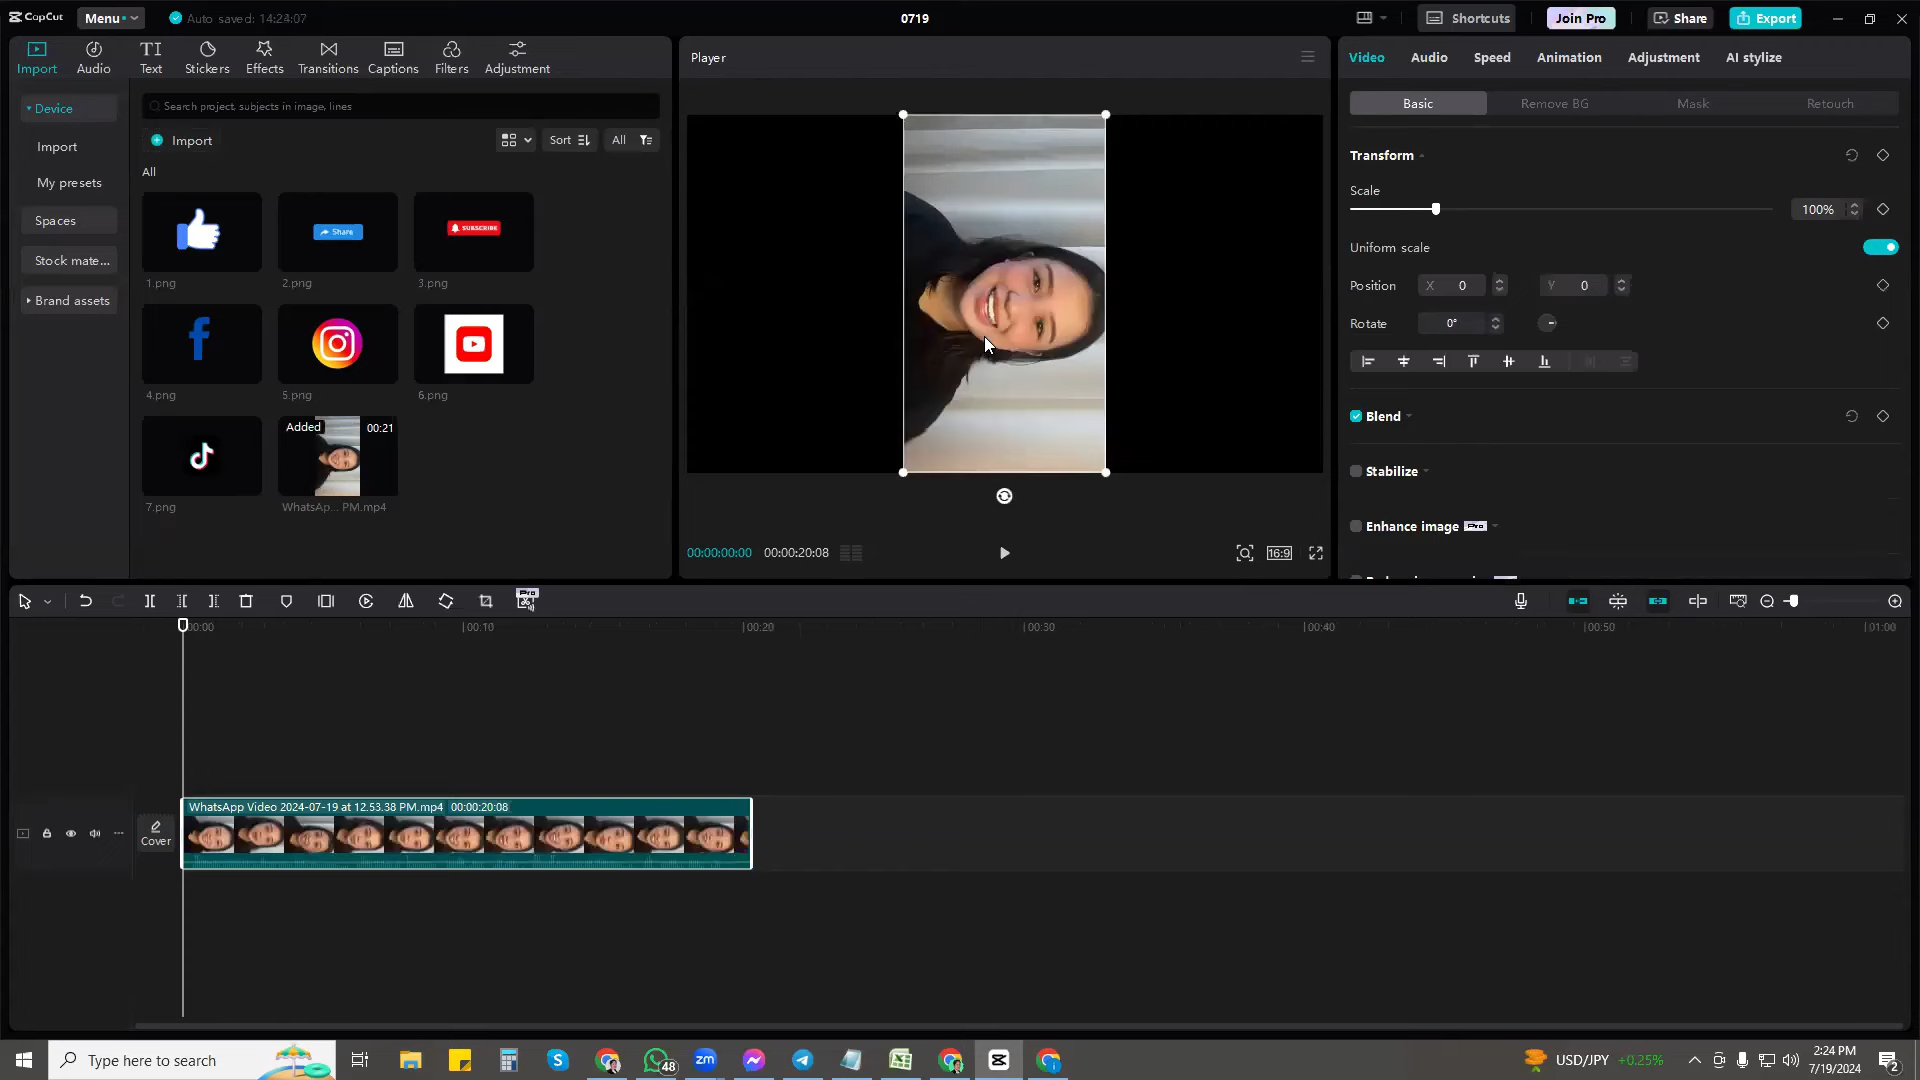 CapCut
Menu
Auto saved: 14:24:07
0719
Shortcuts
Join Pro
Share
Export
Import
Audio
Text
Stickers
Effects
Transitions
Captions
Filters
Adjustment
Player
Video
Audio
Speed
Animation
Adjustment
AI stylize
Device
Import
My presets
Spaces
Stock mate...
Brand assets
Search project, subjects in image, lines
Import
Sort
All
All
1.png
Share
2.png
SUBSCRIBE
3.png
4.png
5.png
6.png
7.png
Added
00:21
WhatsAp... PM.mp4
00:00:00:00
00:00:20:08
16:9
Basic
Remove BG
Mask
Retouch
Transform
Scale
100%
Uniform scale
Position
X 0
Y 0
Rotate
0°
Blend
Stabilize
Enhance image
Pro
Pro
00:00
00:10
00:20
00:30
00:40
00:50
01:00
Cover
WhatsApp Video 2024-07-19 at 12.53.38 PM.mp4 00:00:20:08
Type here to search
48
zm
USD/JPY +0.25%
2:24 PM
7/19/2024
2